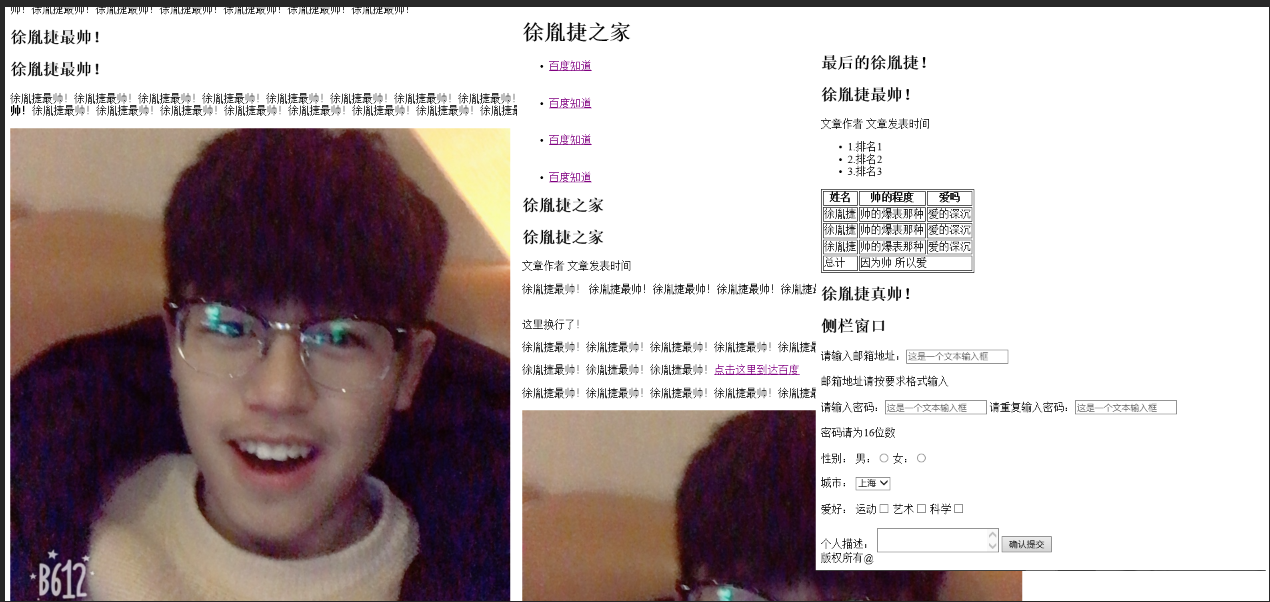 帅！徐胤捷最帅！徐胤捷最帅！徐胤捷最帅！徐胤捷最帅！徐胤捷最帅！徐胤捷最帅！
徐胤捷最帅！
徐胤捷最帅！
徐胤捷最帅！徐胤捷最帅！徐胤捷最帅！徐胤捷最帅！徐胤捷最帅！徐胤捷最帅！徐胤捷最帅！徐胤捷最帅！
帅！徐胤捷最帅！徐胤捷最帅！徐胤捷最帅！徐胤捷最帅！徐胤捷最帅！徐胤捷最帅！徐胤捷最帅！徐胤捷最
B612
徐胤捷之家
百度知道
百度知道
百度知道
百度知道
徐胤捷之家
徐胤捷之家
文章作者 文章发表时间
徐胤捷最帅！ 徐胤捷最帅！徐胤捷最帅！徐胤捷最帅！徐胤捷
这里换行了！
徐胤捷最帅！徐胤捷最帅！徐胤捷最帅！徐胤捷最帅！徐胤捷
徐胤捷最帅！徐胤捷最帅！徐胤捷最帅！点击这里到达百度
徐胤捷最帅！徐胤捷最帅！徐胤捷最帅！徐胤捷最帅！徐胤捷
最后的徐胤捷！
徐胤捷最帅！
文章作者 文章发表时间
1.排名1
2.排名2
3.排名3
姓名 帅的程度 爱吗
徐胤捷 帅的爆表那种 爱的深沉
徐胤捷 帅的爆表那种 爱的深沉
徐胤捷 帅的爆表那种 爱的深沉
总计 因为帅 所以爱
徐胤捷真帅！
侧栏窗口
请输入邮箱地址：这是一个文本输入框
邮箱地址请按要求格式输入
请输入密码：这是一个文本输入框 请重复输入密码：这是一个文本输入框
密码请为16位数
性别： 男： 女：
城市： 上海
爱好： 运动 艺术 科学
个人描述： 确认提交
版权所有@